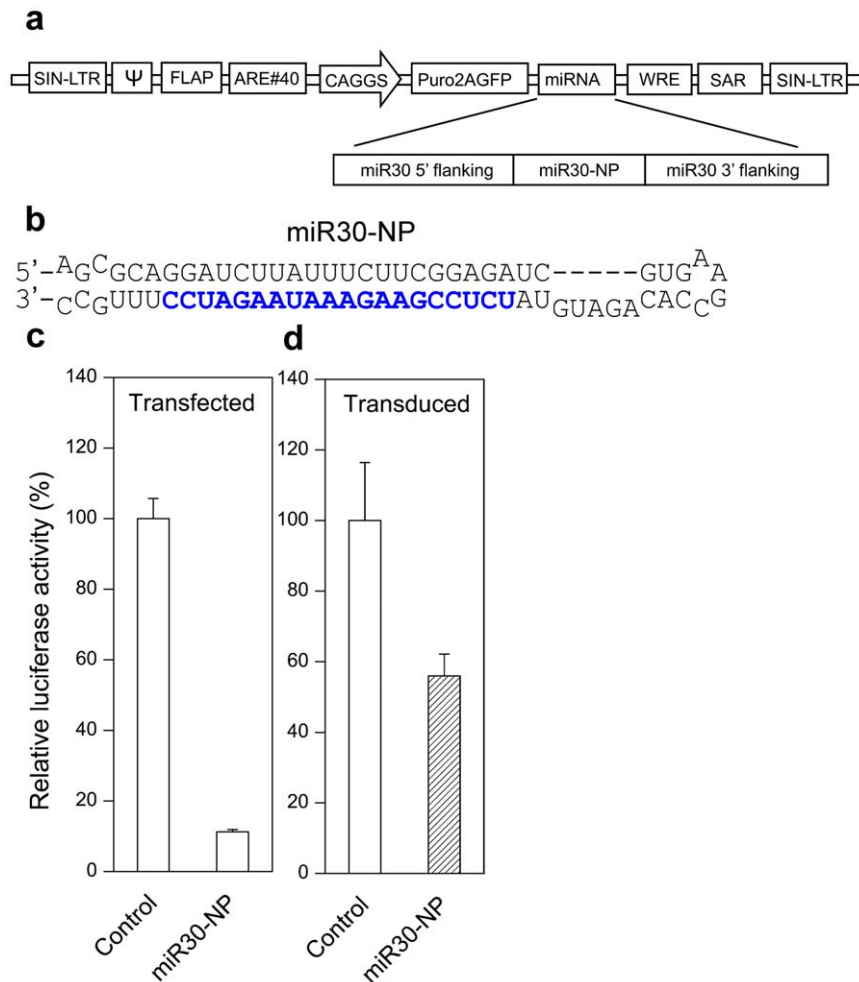 a
SIN-LTR Ψ FLAP ARE#40 CAGGS Puro2AGFP miRNA WRE SAR SIN-LTR
miR30 5' flanking miR30-NP miR30 3' flanking
b
miR30-NP
5'-AGCGCAGGAUCUUAUUUCUUCGGAGAUC-----GUGAA
3'-CCGUUUCCUAGAAUAAAGAAGCCUCUAUGUAGACACCG
c
d
Relative luciferase activity (%)
140
120
100
80
60
40
20
0
Transfected
Control
miR30-NP
140
120
100
80
60
40
20
0
Transduced
Control
miR30-NP